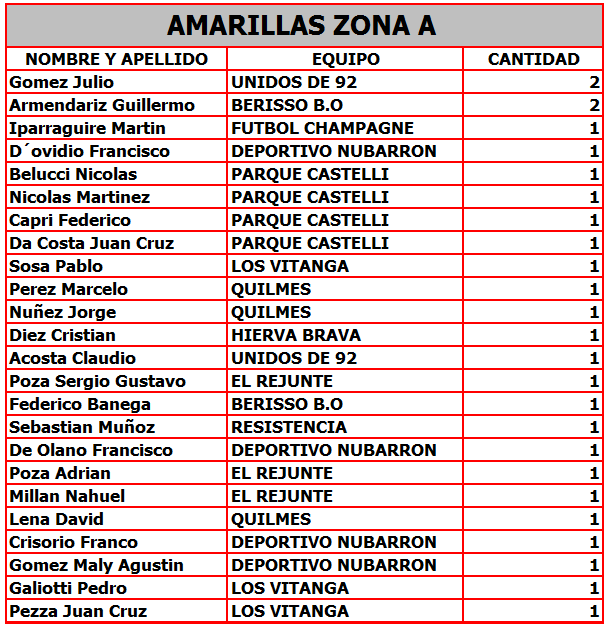 AMARILLAS ZONA A
NOMBRE Y APELLIDO EQUIPO CANTIDAD
Gomez Julio UNIDOS DE 92 2
Armendariz Guillermo BERISSO B.O 2
Iparraguire Martin FUTBOL CHAMPAGNE 1
D´ovidio Francisco DEPORTIVO NUBARRON 1
Belucci Nicolas PARQUE CASTELLI 1
Nicolas Martinez PARQUE CASTELLI 1
Capri Federico PARQUE CASTELLI 1
Da Costa Juan Cruz PARQUE CASTELLI 1
Sosa Pablo LOS VITANGA 1
Perez Marcelo QUILMES 1
Nuñez Jorge QUILMES 1
Diez Cristian HIERVA BRAVA 1
Acosta Claudio UNIDOS DE 92 1
Poza Sergio Gustavo EL REJUNTE 1
Federico Banega BERISSO B.O 1
Sebastian Muñoz RESISTENCIA 1
De Olano Francisco DEPORTIVO NUBARRON 1
Poza Adrian EL REJUNTE 1
Millan Nahuel EL REJUNTE 1
Lena David QUILMES 1
Crisorio Franco DEPORTIVO NUBARRON 1
Gomez Maly Agustin DEPORTIVO NUBARRON 1
Galiotti Pedro LOS VITANGA 1
Pezza Juan Cruz LOS VITANGA 1